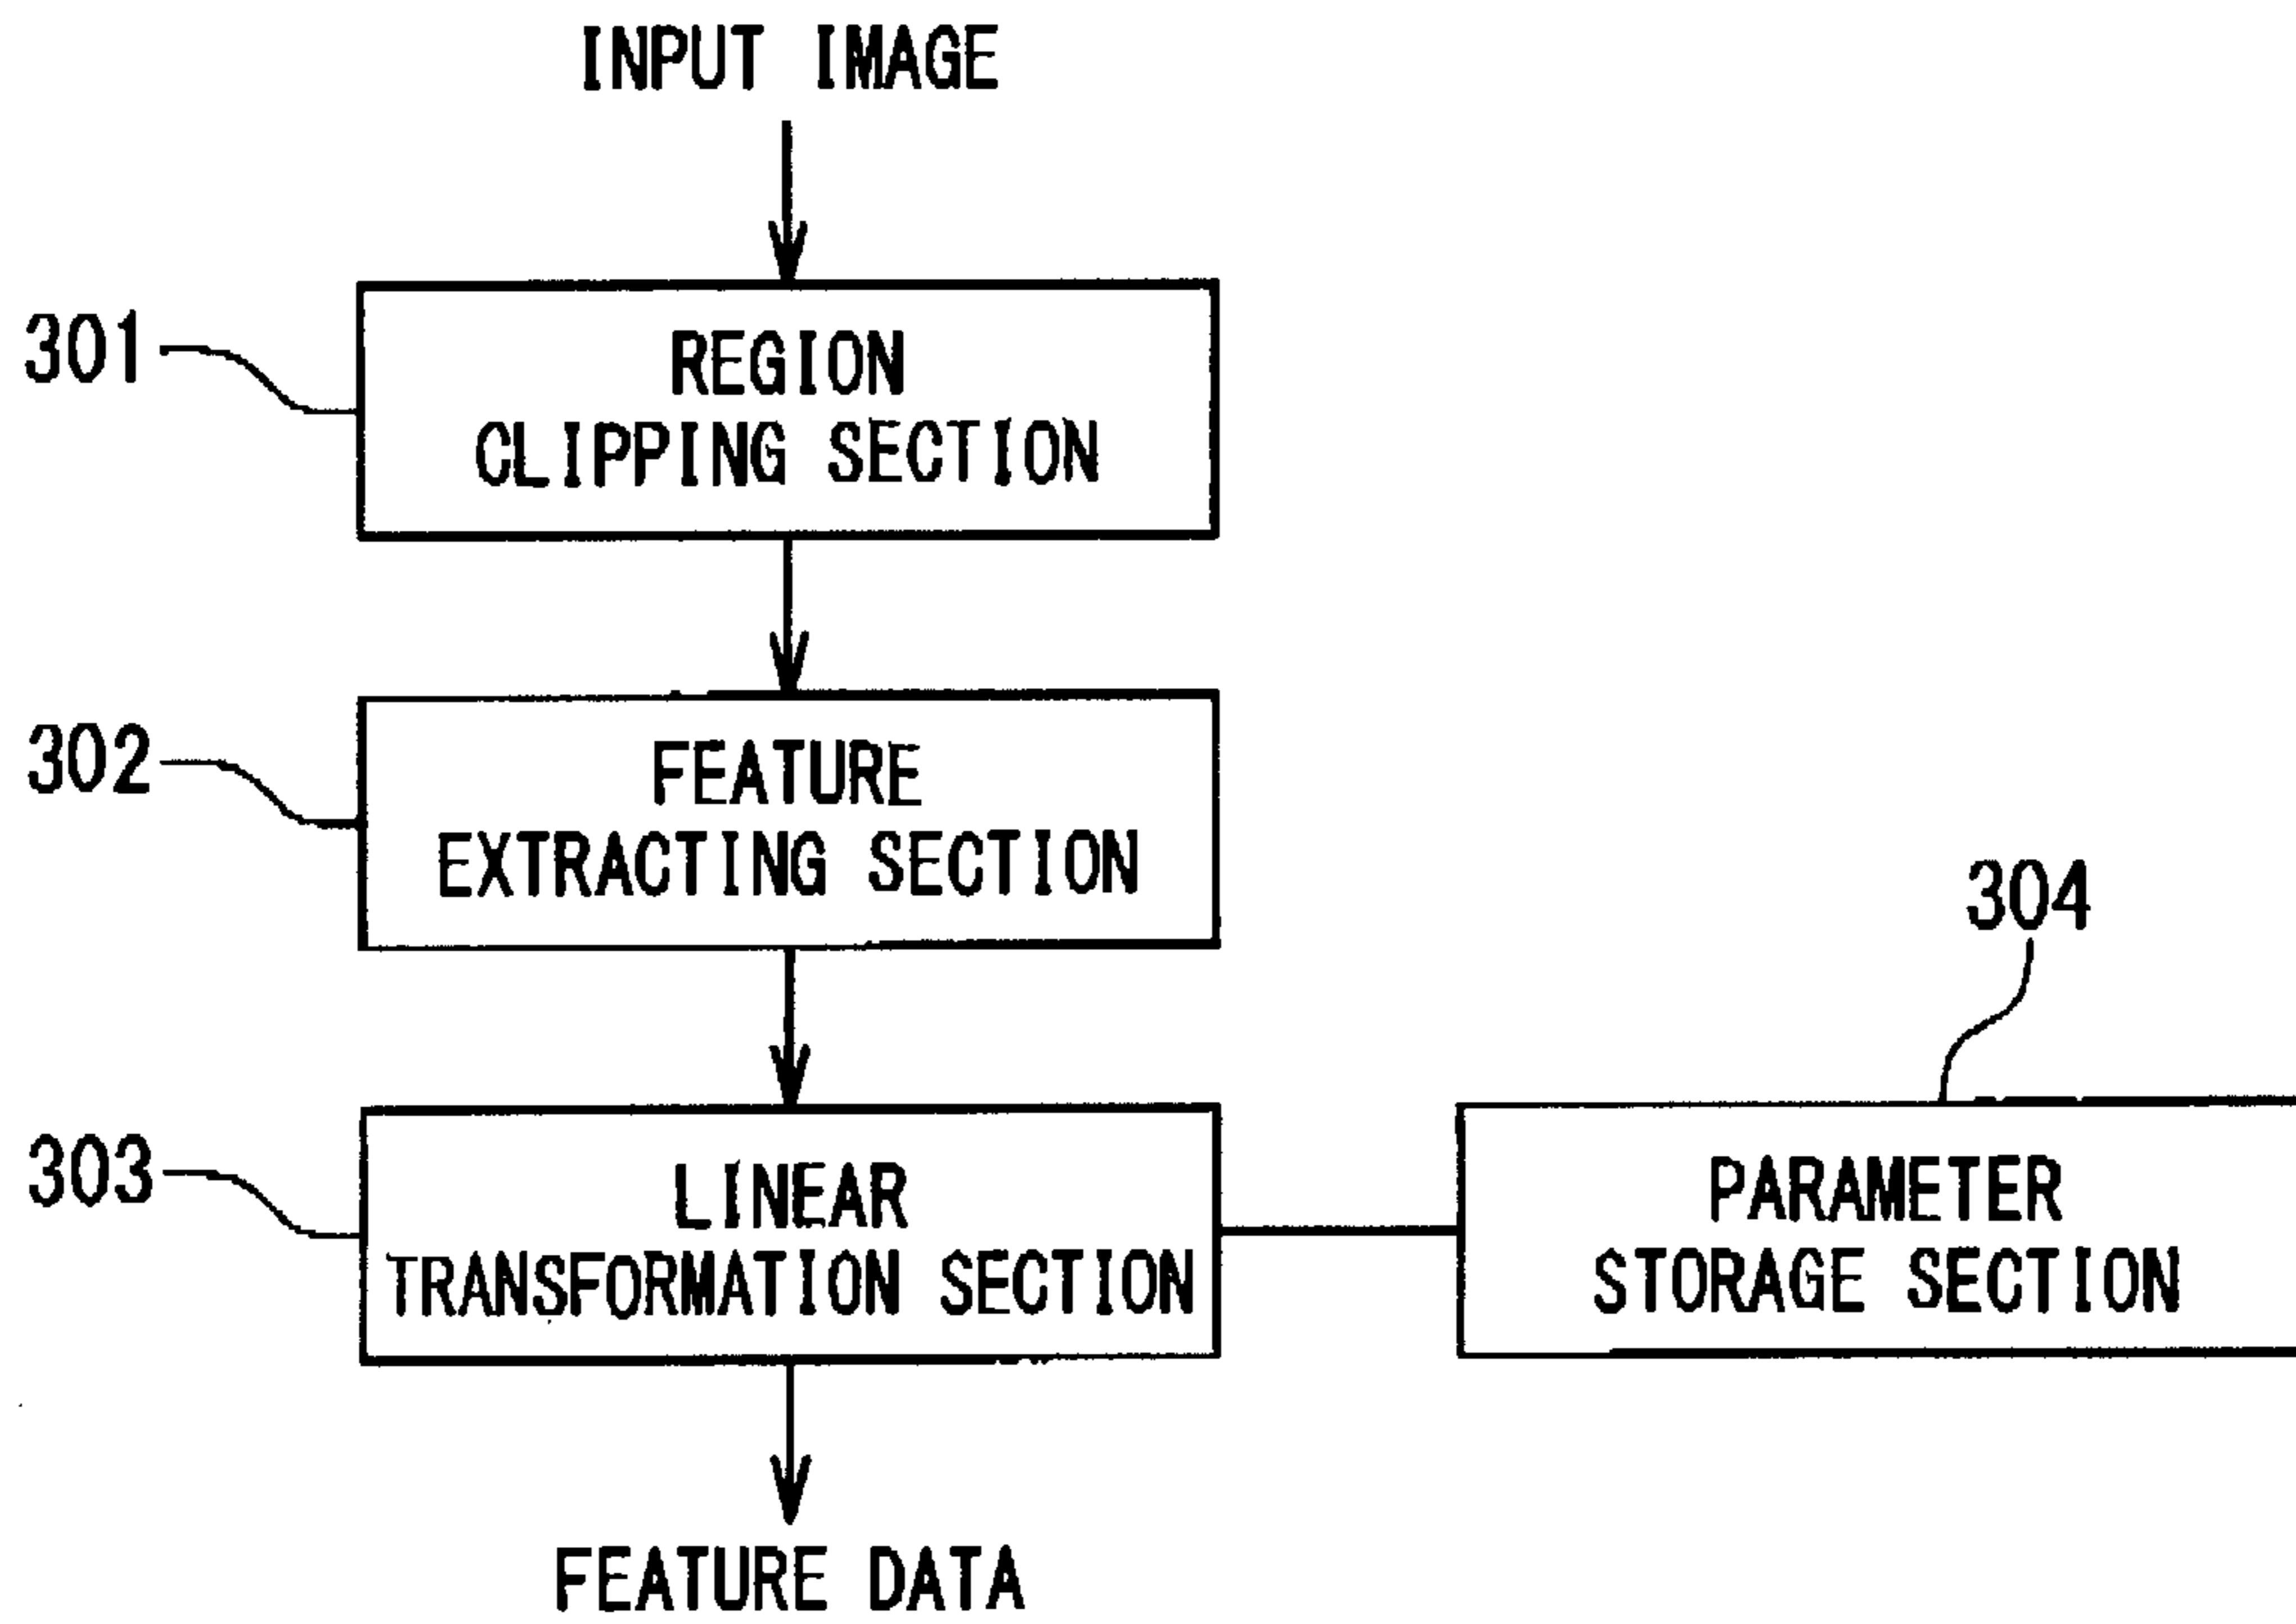 INPUT IMAGE
301
REGION
CLIPPING SECTION
302
FEATURE
EXTRACTING SECTION
304
303
LINEAR
TRANSFORMATION SECTION
PARAMETER
STORAGE SECTION
FEATURE DATA